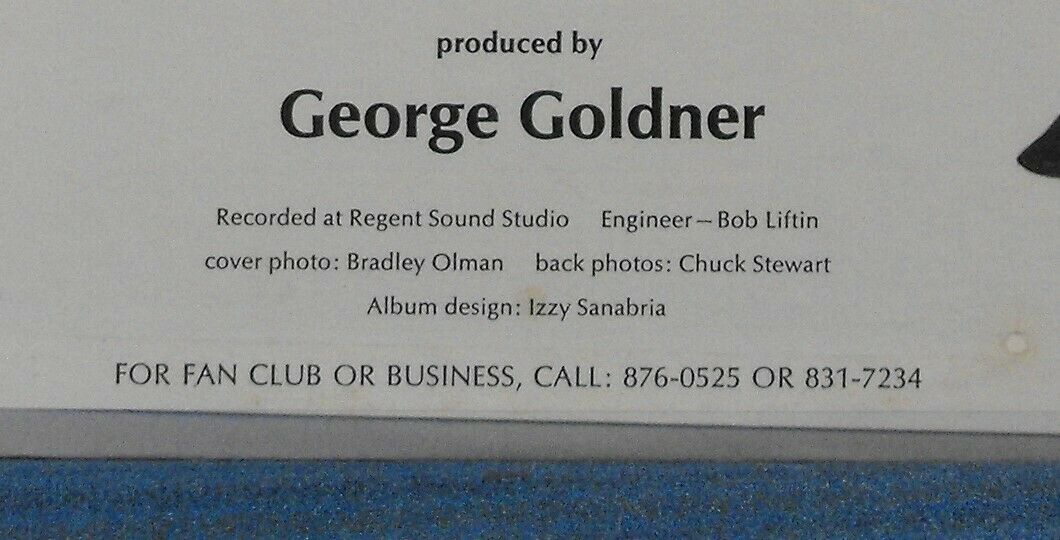 produced by
George Goldner
Recorded at Regent Sound Studio Engineer – Bob Liftin
cover photo: Bradley Olman back photos: Chuck Stewart
Album design: Izzy Sanabria
FOR FAN CLUB OR BUSINESS, CALL: 876-0525 OR 831-7234